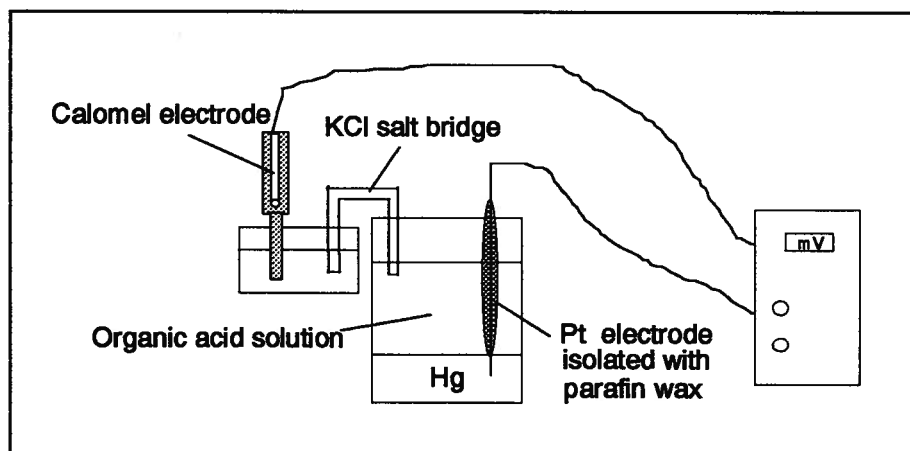 Calomel electrode
KCl salt bridge
mV
Organic acid solution
Pt electrode
isolated with
parafin wax
Hg